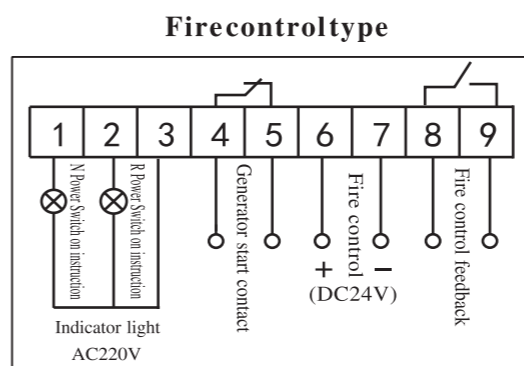 Firecontroltype
1 2 3 4 5 6 7 8 9
N Power Switch on instruction
R Power Switch on instruction
Generator start contact
Fire control
+ −
(DC24V)
Fire control feedback
Indicator light
AC220V